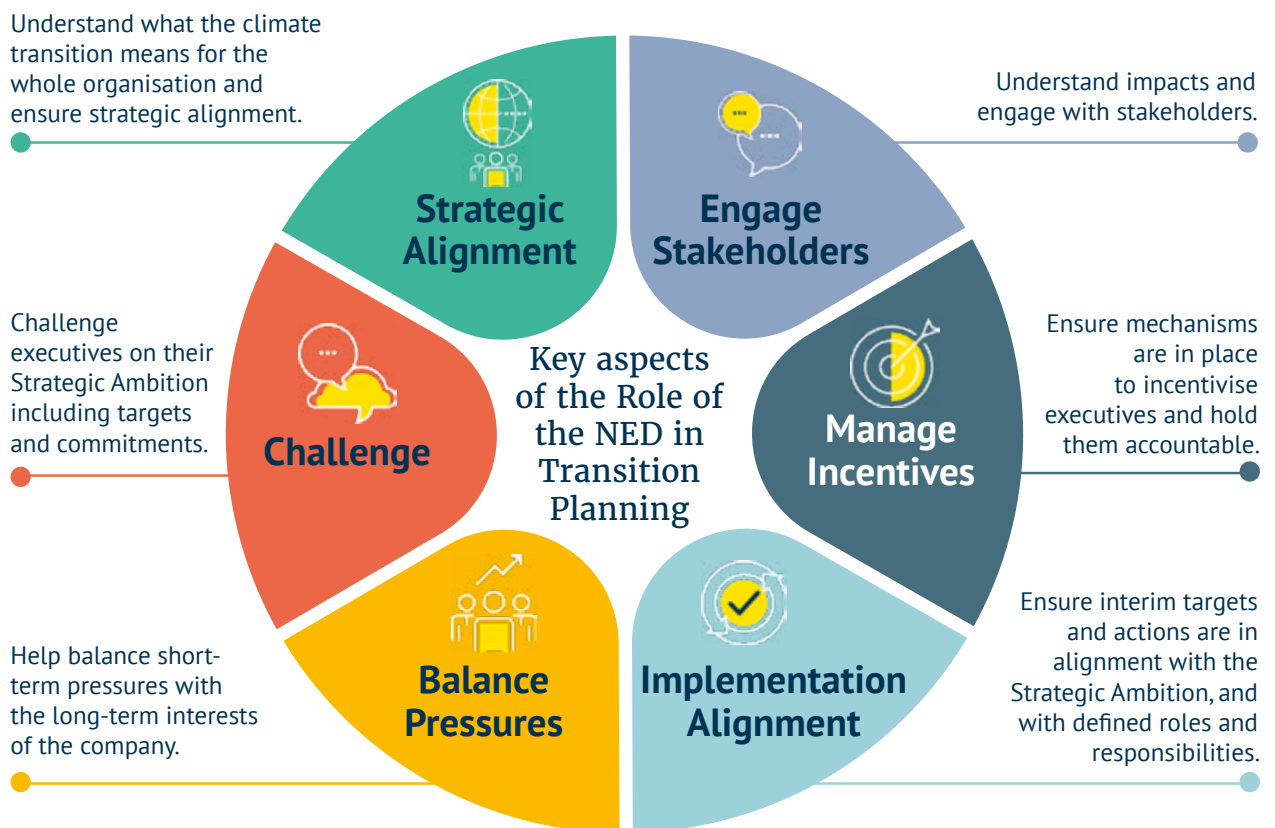 Understand what the climate
transition means for the
whole organisation and
ensure strategic alignment.
Understand impacts and
engage with stakeholders.
Strategic
Alignment
Engage
Stakeholders
Challenge
executives on their
Strategic Ambition
including targets
and commitments.
Challenge
Key aspects
of the Role of
the NED in
Transition
Planning
Manage
Incentives
Ensure mechanisms
are in place
to incentivise
executives and hold
them accountable.
Help balance short-
term pressures with
the long-term interests
of the company.
Balance
Pressures
Implementation
Alignment
Ensure interim targets
and actions are in
alignment with the
Strategic Ambition, and
with defined roles and
responsibilities.